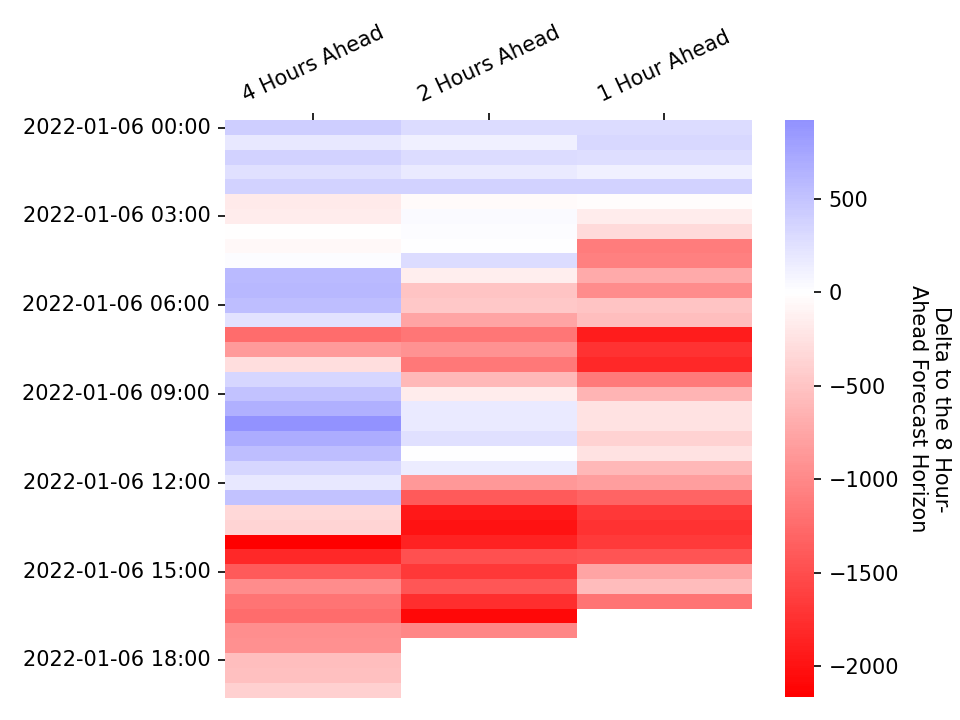 4 Hours Ahead
2 Hours Ahead
1 Hour Ahead
2022-01-06 00:00
2022-01-06 03:00
2022-01-06 06:00
2022-01-06 09:00
2022-01-06 12:00
2022-01-06 15:00
2022-01-06 18:00
500
0
−500
−1000
−1500
−2000
Delta to the 8 Hour-
Ahead Forecast Horizon